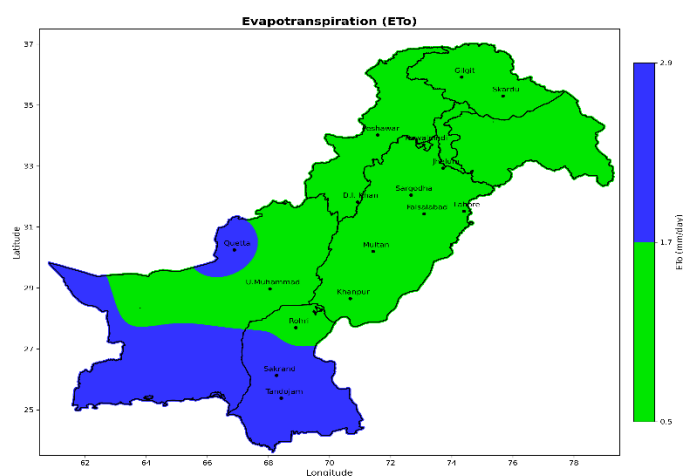 Evapotranspiration (ETo)
37
35
33
31
29
27
25
Latitude
62
64
66
68
70
72
74
76
78
Longitude
Gilgit
Skardu
Peshawar
Jhelum
D.I. Khan
Sargodha
Faisalabad
Lahore
Quetta
Multan
U.Muhammad
Khanpur
Rohri
Sakrand
Tandojam
2.9
1.7
0.5
ETo (mm/day)